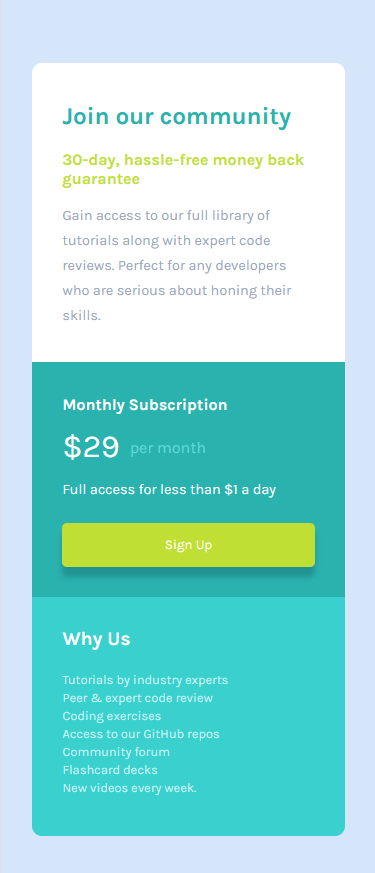 Join our community
30-day, hassle-free money back
guarantee
Gain access to our full library of
tutorials along with expert code
reviews. Perfect for any developers
who are serious about honing their
skills.
Monthly Subscription
$29 per month
Full access for less than $1 a day
Sign Up
Why Us
Tutorials by industry experts
Peer & expert code review
Coding exercises
Access to our GitHub repos
Community forum
Flashcard decks
New videos every week.